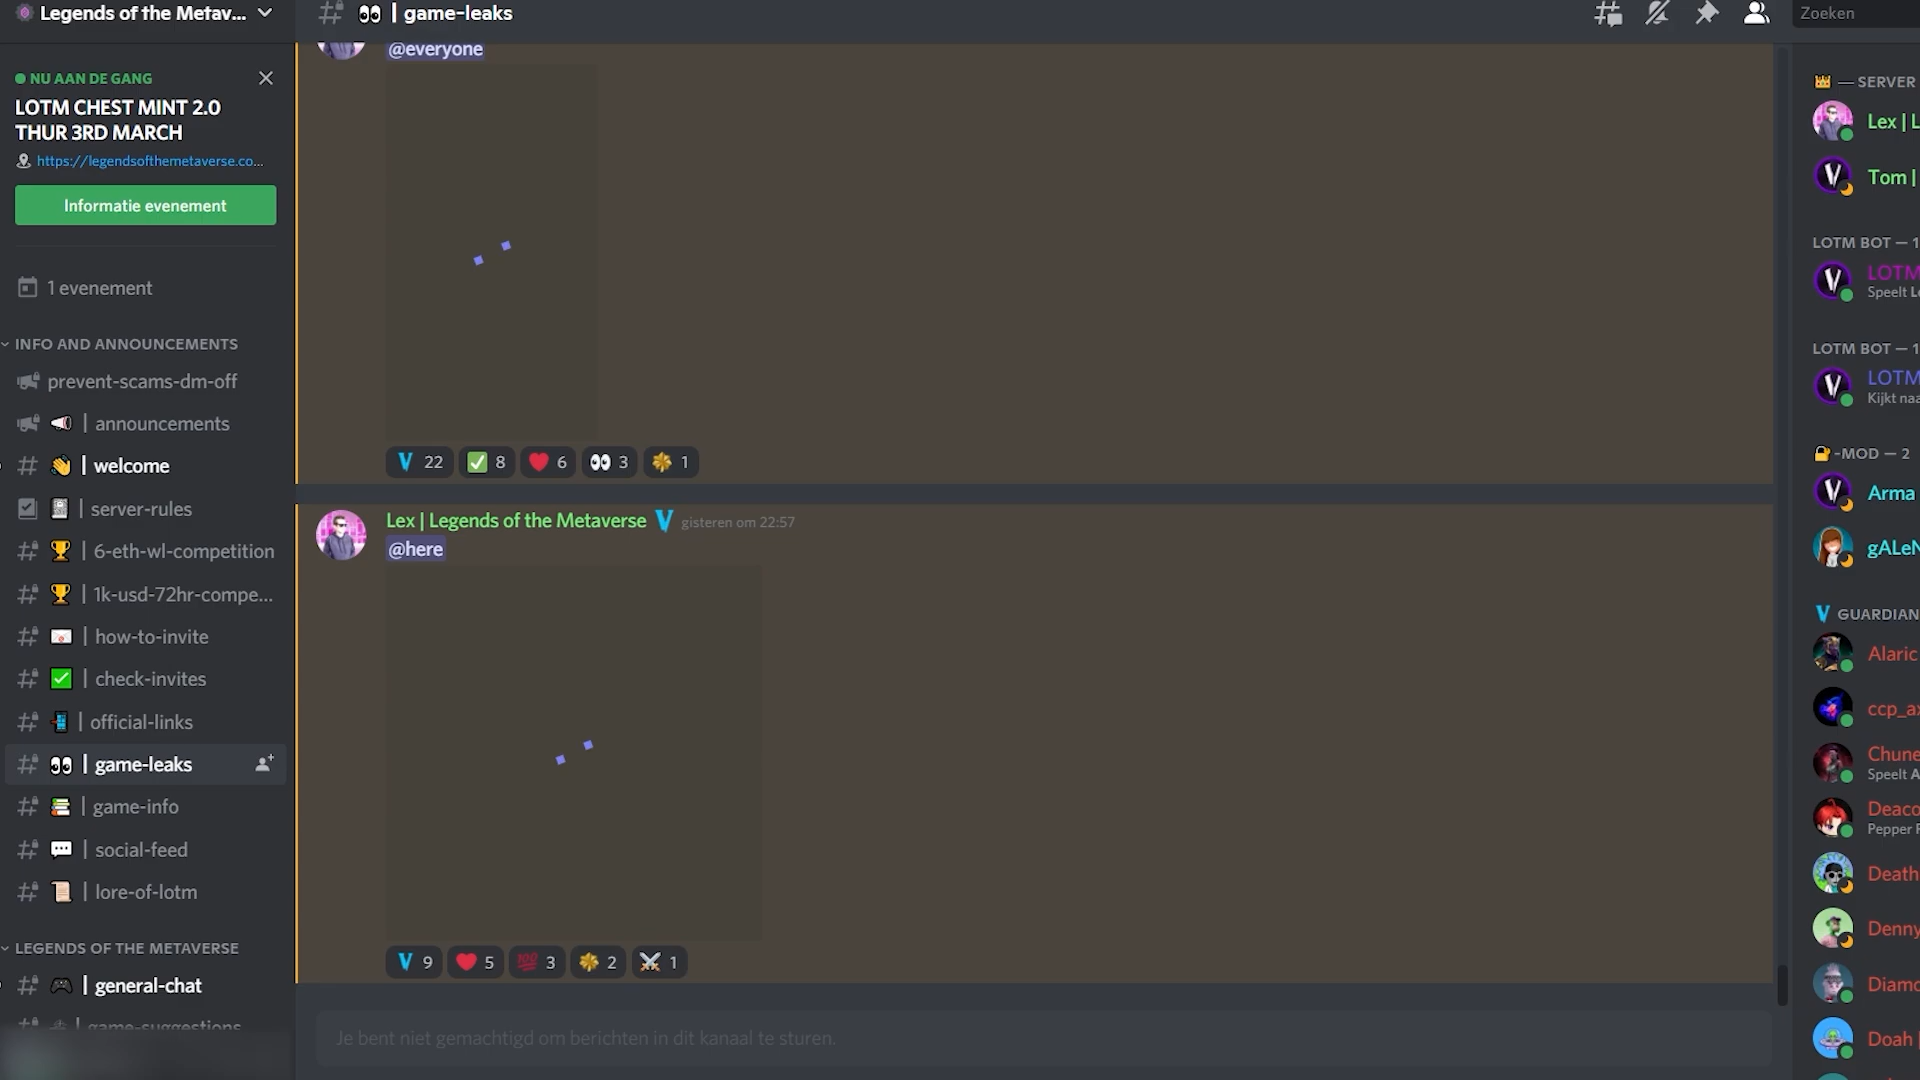 Legends of the Metav...
| game-leaks
Zoeken
NU AAN DE GANG
LOTM CHEST MINT 2.0
THUR 3RD MARCH
https://legendsofthemetaverse.co...
Informatie evenement
1 evenement
INFO AND ANNOUNCEMENTS
prevent-scams-dm-off
| announcements
| welcome
| server-rules
| 6-eth-wl-competition
| 1k-usd-72hr-compe...
| how-to-invite
| check-invites
| official-links
| game-leaks
| game-info
| social-feed
| lore-of-lotm
LEGENDS OF THE METAVERSE
| general-chat
| game-suggestions
@everyone
22 8 6 3 1
Lex | Legends of the Metaverse gisteren om 22:57
@here
9 5 3 2 1
Je bent niet gemachtigd om berichten in dit kanaal te sturen.
— SERVER
Lex | L
Tom |
LOTM BOT — 1
LOTM
Speelt Le
LOTM BOT — 1
LOTM
Kijkt naa
-MOD — 2
Arma
gALeN
GUARDIAN
Alaric
ccp_ax
Chune
Speelt A
Deaco
Pepper P
Death
Denny
Diamo
Doah |